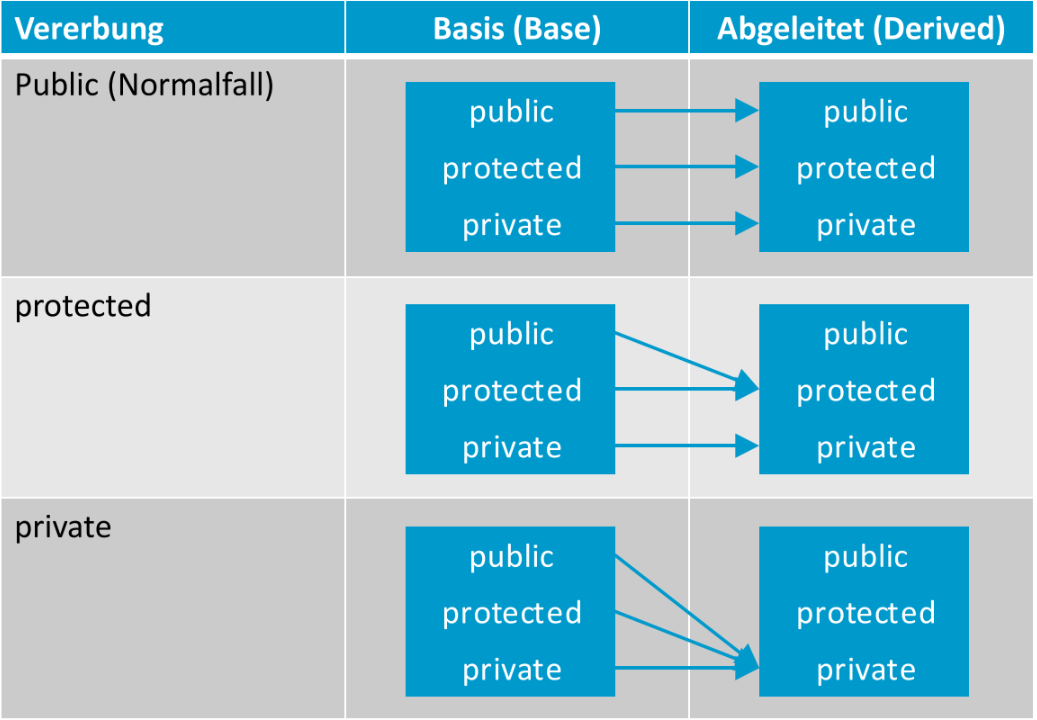 Vererbung Basis (Base) Abgeleitet (Derived)
Public (Normalfall)
public public
protected protected
private private
protected
public public
protected protected
private private
private
public public
protected protected
private private